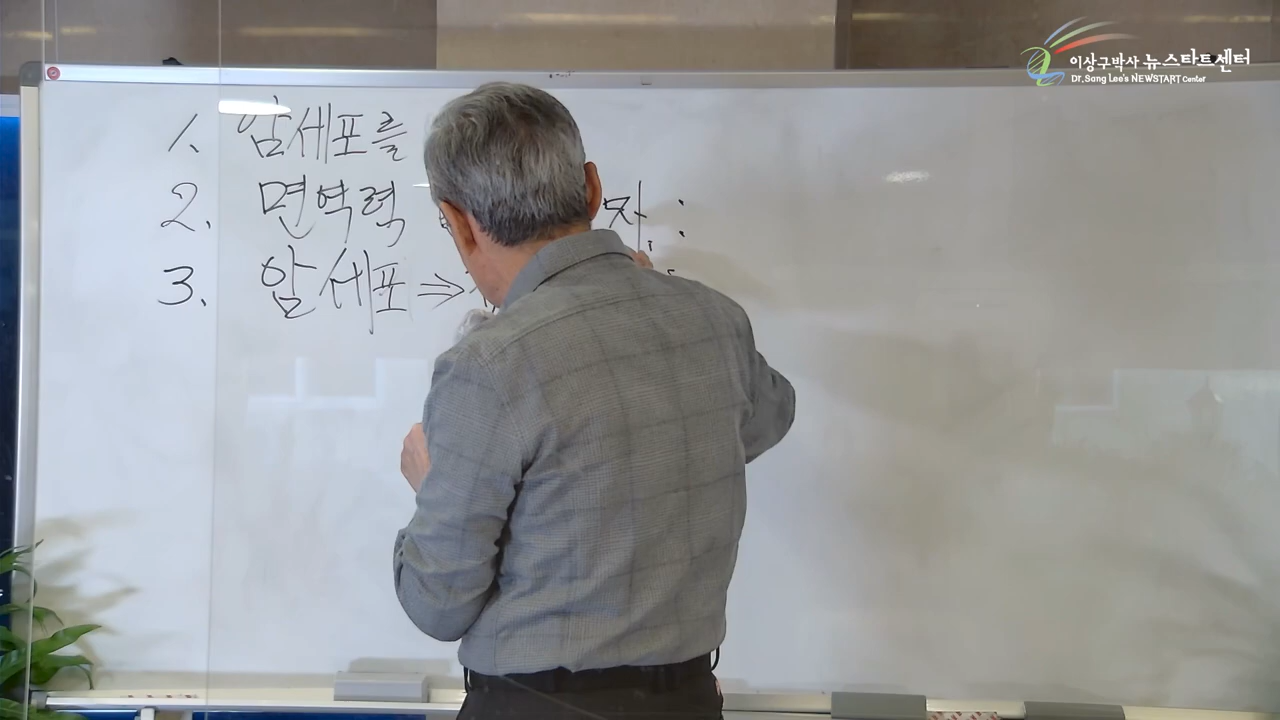 이상구박사 뉴스타트센터
Dr. Sang Lee's NEWSTART Center
1. 암세포를
2. 면역력 자 :
3. 암세포 ⇒